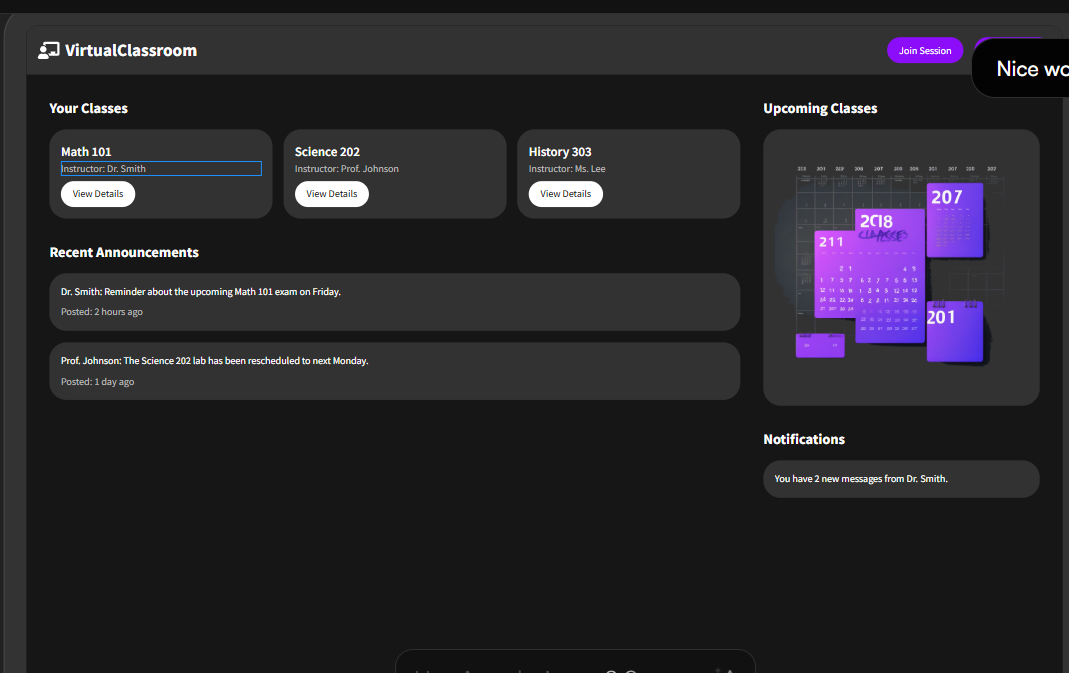 VirtualClassroom
Join Session
Nice
Your Classes
Math 101
Instructor: Dr. Smith
View Details
Science 202
Instructor: Prof. Johnson
View Details
History 303
Instructor: Ms. Lee
View Details
Recent Announcements
Dr. Smith: Reminder about the upcoming Math 101 exam on Friday.
Posted: 2 hours ago
Prof. Johnson: The Science 202 lab has been rescheduled to next Monday.
Posted: 1 day ago
Upcoming Classes
207
211
201
Notifications
You have 2 new messages from Dr. Smith.